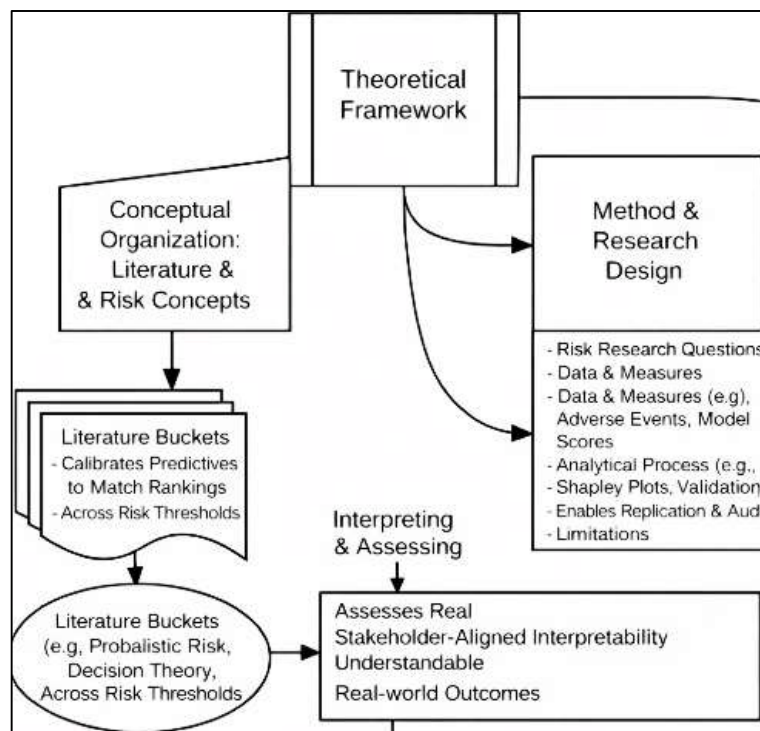 Theoretical
Framework
Conceptual
Organization:
Literature &
& Risk Concepts
Method &
Research
Design
- Risk Research Questions
- Data & Measures
- Data & Measures (e.g),
Adverse Events, Model
Scores
- Analytical Process (e.g.,
- Shapley Plots, Validation
- Enables Replication & Aud
- Limitations
Literature Buckets
- Calibrates Predictives
to Match Rankings
- Across Risk Thresholds
Interpreting
& Assessing
Literature Buckets
(e.g, Probalistic Risk,
Decision Theory,
Across Risk Thresholds
Assesses Real
Stakeholder-Aligned Interpretability
Understandable
Real-world Outcomes